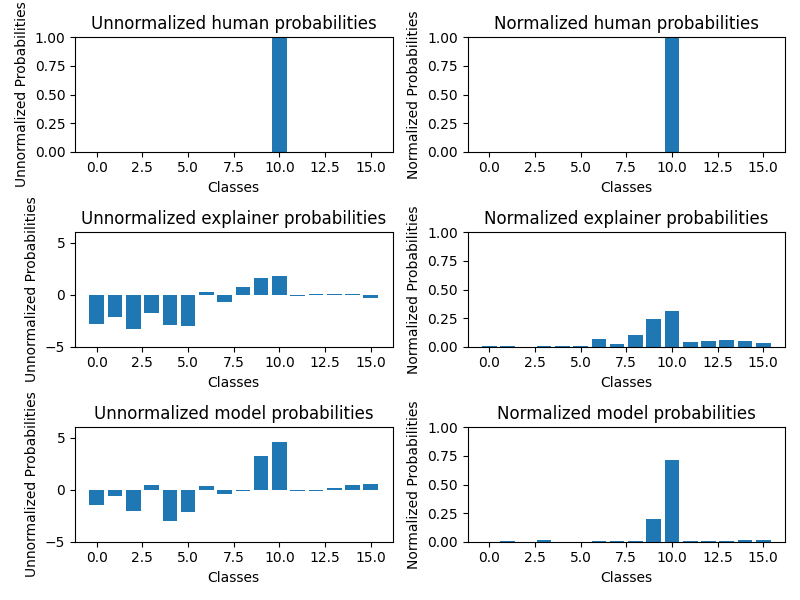 Unnormalized human probabilities
Unnormalized Probabilities
1.00
0.75
0.50
0.25
0.00
0.0 2.5 5.0 7.5 10.0 12.5 15.0
Classes
Normalized human probabilities
Normalized Probabilities
1.00
0.75
0.50
0.25
0.00
0.0 2.5 5.0 7.5 10.0 12.5 15.0
Classes
Unnormalized explainer probabilities
Unnormalized Probabilities
5
0
−5
0.0 2.5 5.0 7.5 10.0 12.5 15.0
Classes
Normalized explainer probabilities
Normalized Probabilities
1.00
0.75
0.50
0.25
0.00
0.0 2.5 5.0 7.5 10.0 12.5 15.0
Classes
Unnormalized model probabilities
Unnormalized Probabilities
5
0
−5
0.0 2.5 5.0 7.5 10.0 12.5 15.0
Classes
Normalized model probabilities
Normalized Probabilities
1.00
0.75
0.50
0.25
0.00
0.0 2.5 5.0 7.5 10.0 12.5 15.0
Classes